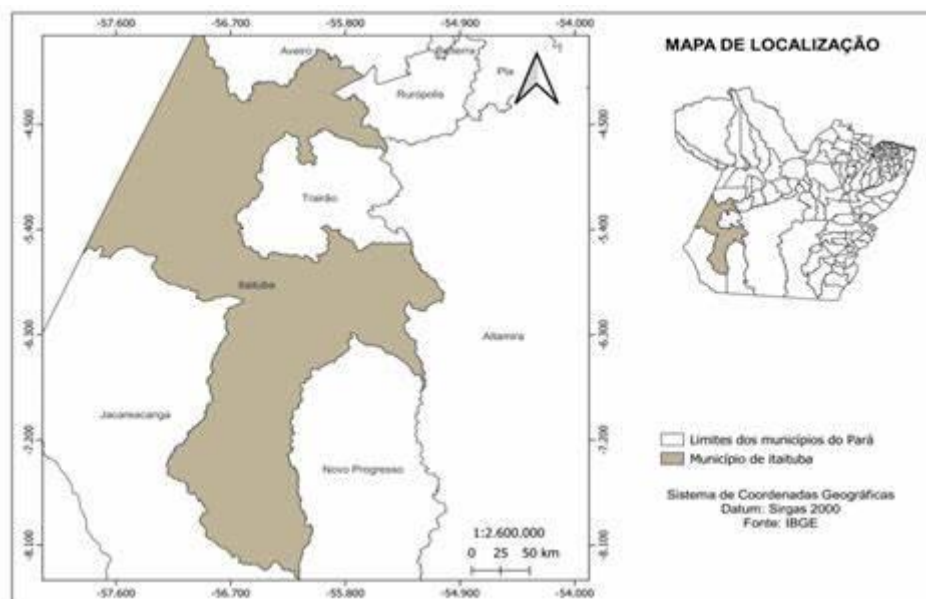 -57.600 -56.700 -55.800 -54.900 -54.000
MAPA DE LOCALIZAÇÃO
Aveiro
Rurópolis
-4.500 -4.500
Trairão
-5.400 -5.400
Itaituba
-6.300 -6.300
Altamira
Jacareacanga
-7.200 -7.200
Limites dos municípios do Pará
Município de itaituba
Novo Progresso
Sistema de Coordenadas Geográficas
Datum: Sirgas 2000
Fonte: IBGE
1:2.600.000
0 25 50 km
-8.100 -8.100
-57.600 -56.700 -55.800 -54.900 -54.000